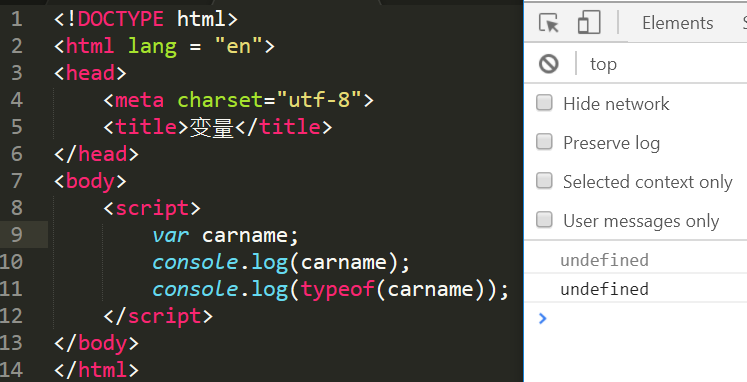 1 <!DOCTYPE html>
2 <html lang = "en">
3 <head>
4 <meta charset="utf-8">
5 <title>变量</title>
6 </head>
7 <body>
8 <script>
9 var carname;
10 console.log(carname);
11 console.log(typeof(carname));
12 </script>
13 </body>
14 </html>
Elements
top
Hide network
Preserve log
Selected context only
User messages only
undefined
undefined